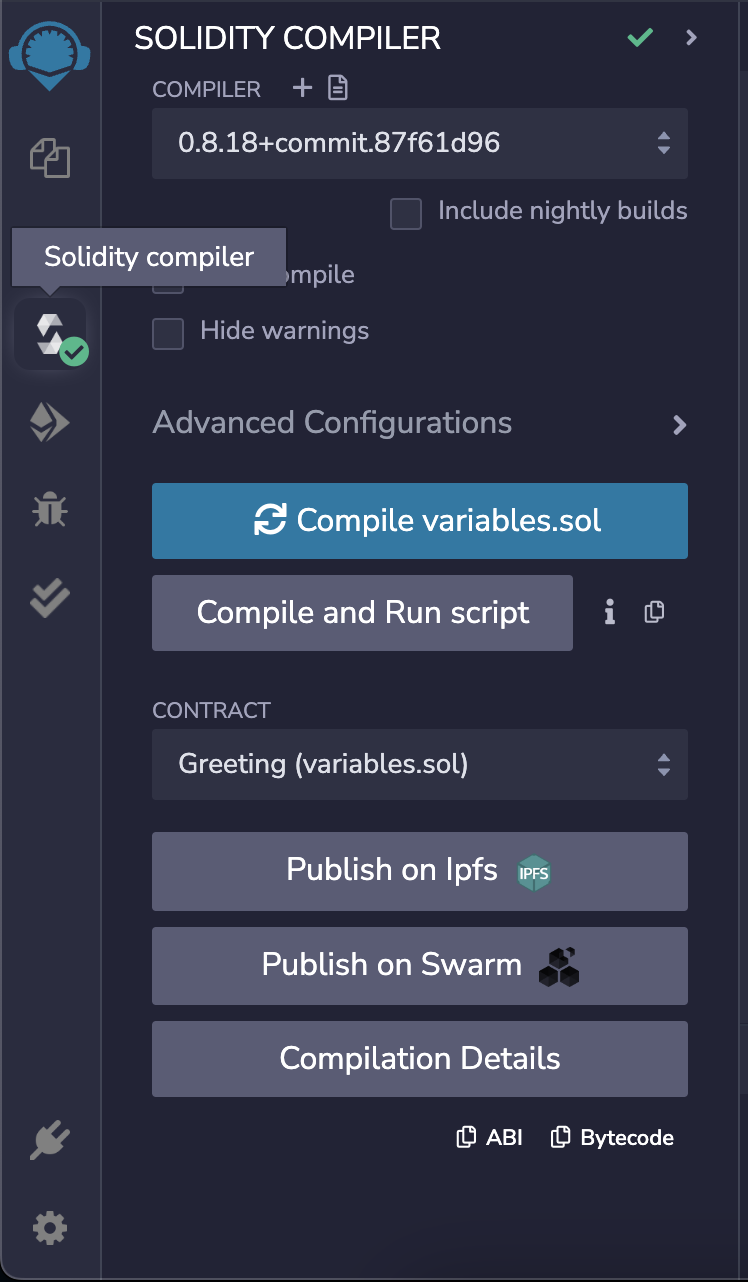 SOLIDITY COMPILER
COMPILER
0.8.18+commit.87f61d96
Include nightly builds
Solidity compiler
ompile
Hide warnings
Advanced Configurations
Compile variables.sol
Compile and Run script
CONTRACT
Greeting (variables.sol)
Publish on Ipfs IPFS
Publish on Swarm
Compilation Details
ABI Bytecode